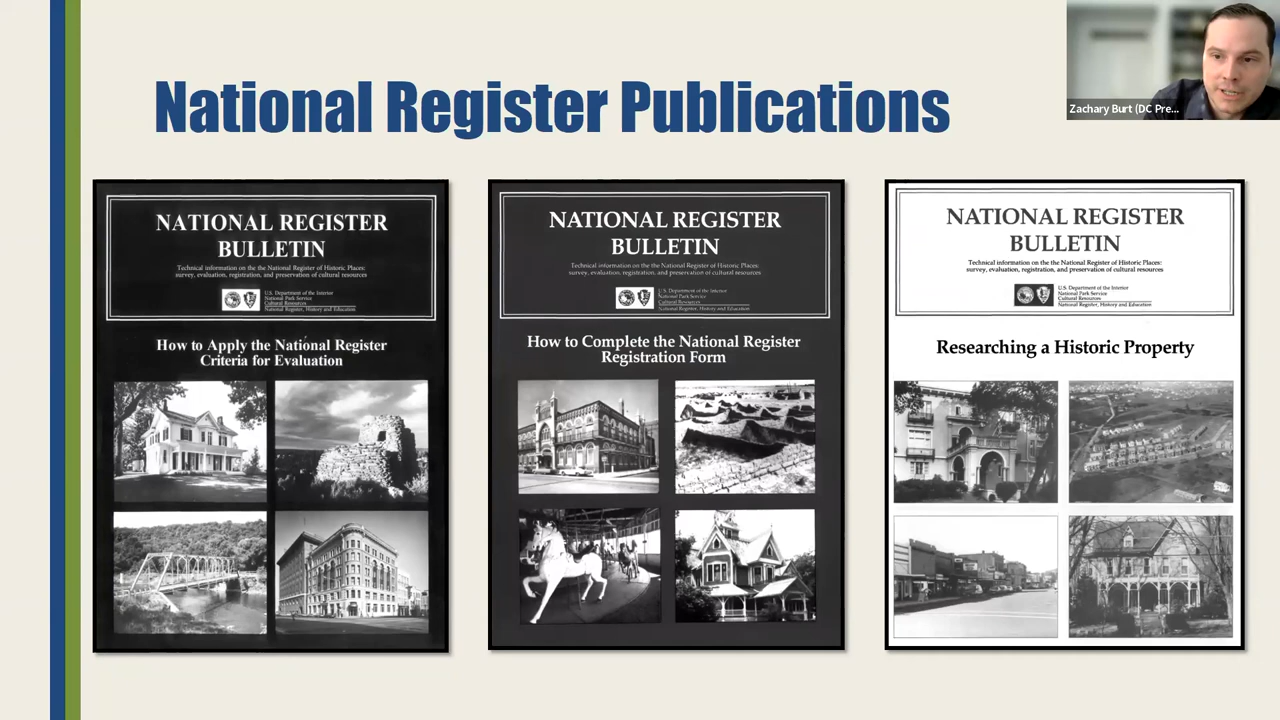 National Register Publications
Zachary Burt (DC Pre...
NATIONAL REGISTER
BULLETIN
Technical information on the the National Register of Historic Places:
survey, evaluation, registration, and preservation of cultural resources
U.S. Department of the Interior
National Park Service
Cultural Resources
National Register, History and Education
How to Apply the National Register
Criteria for Evaluation
NATIONAL REGISTER
BULLETIN
Technical information on the the National Register of Historic Places:
survey, evaluation, registration, and preservation of cultural resources
U.S. Department of the Interior
National Park Service
Cultural Resources
National Register, History and Education
How to Complete the National Register
Registration Form
NATIONAL REGISTER
BULLETIN
Technical information on the the National Register of Historic Places:
survey, evaluation, registration, and preservation of cultural resources
U.S. Department of the Interior
National Park Service
Cultural Resources
National Register, History and Education
Researching a Historic Property